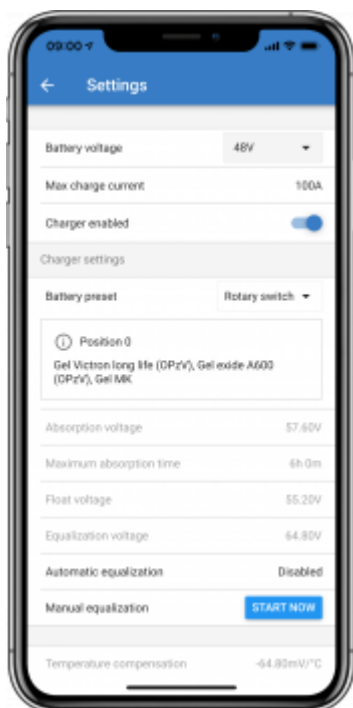 09:00
Settings
Battery voltage 48V
Max charge current 100A
Charger enabled
Charger settings
Battery preset Rotary switch
Position 0
Gel Victron long life (OPzV), Gel exide A600
(OPzV), Gel MK
Absorption voltage 57.60V
Maximum absorption time 6h 0m
Float voltage 55.20V
Equalization voltage 64.80V
Automatic equalization Disabled
Manual equalization START NOW
Temperature compensation -64.80mV/°C